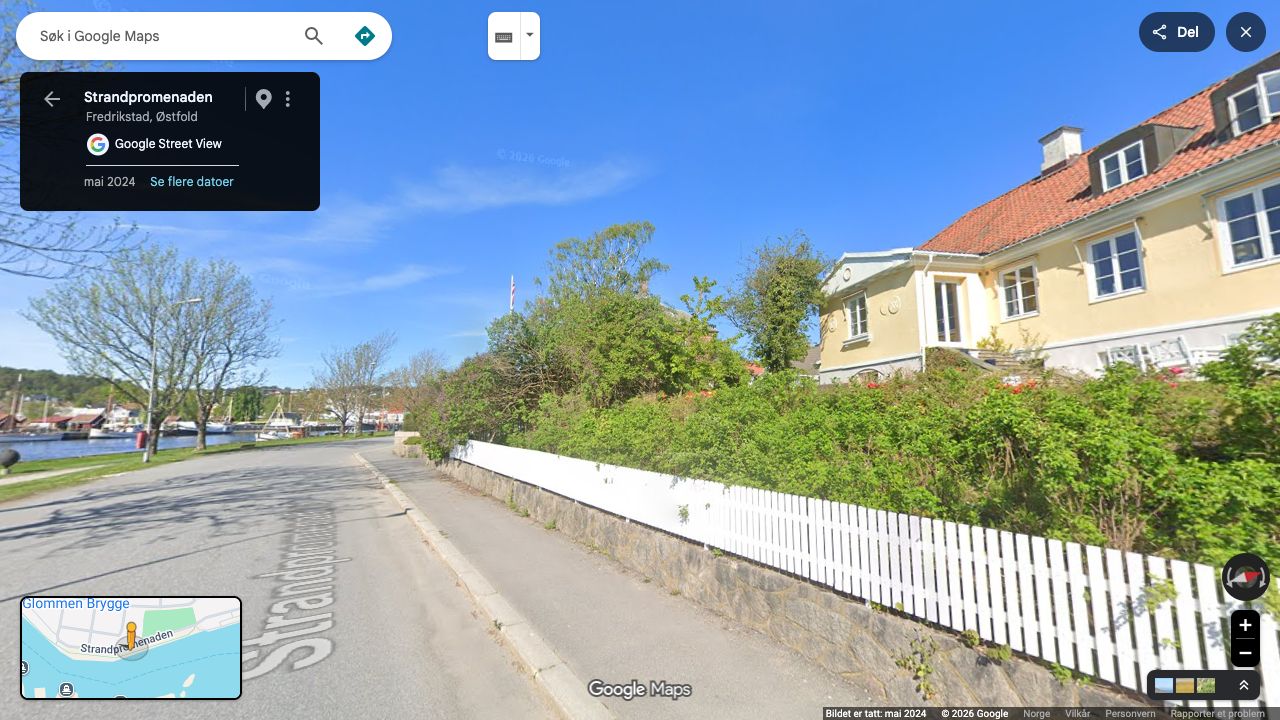 Søk i Google Maps
Del
Strandpromenaden
Fredrikstad, Østfold
Google Street View
mai 2024 Se flere datoer
© 2026 Google
Strandpromenaden
Glommen Brygge
Strandpromenaden
Google Maps
Bildet er tatt: mai 2024 © 2026 Google Norge Vilkår Personvern Rapporter et problem